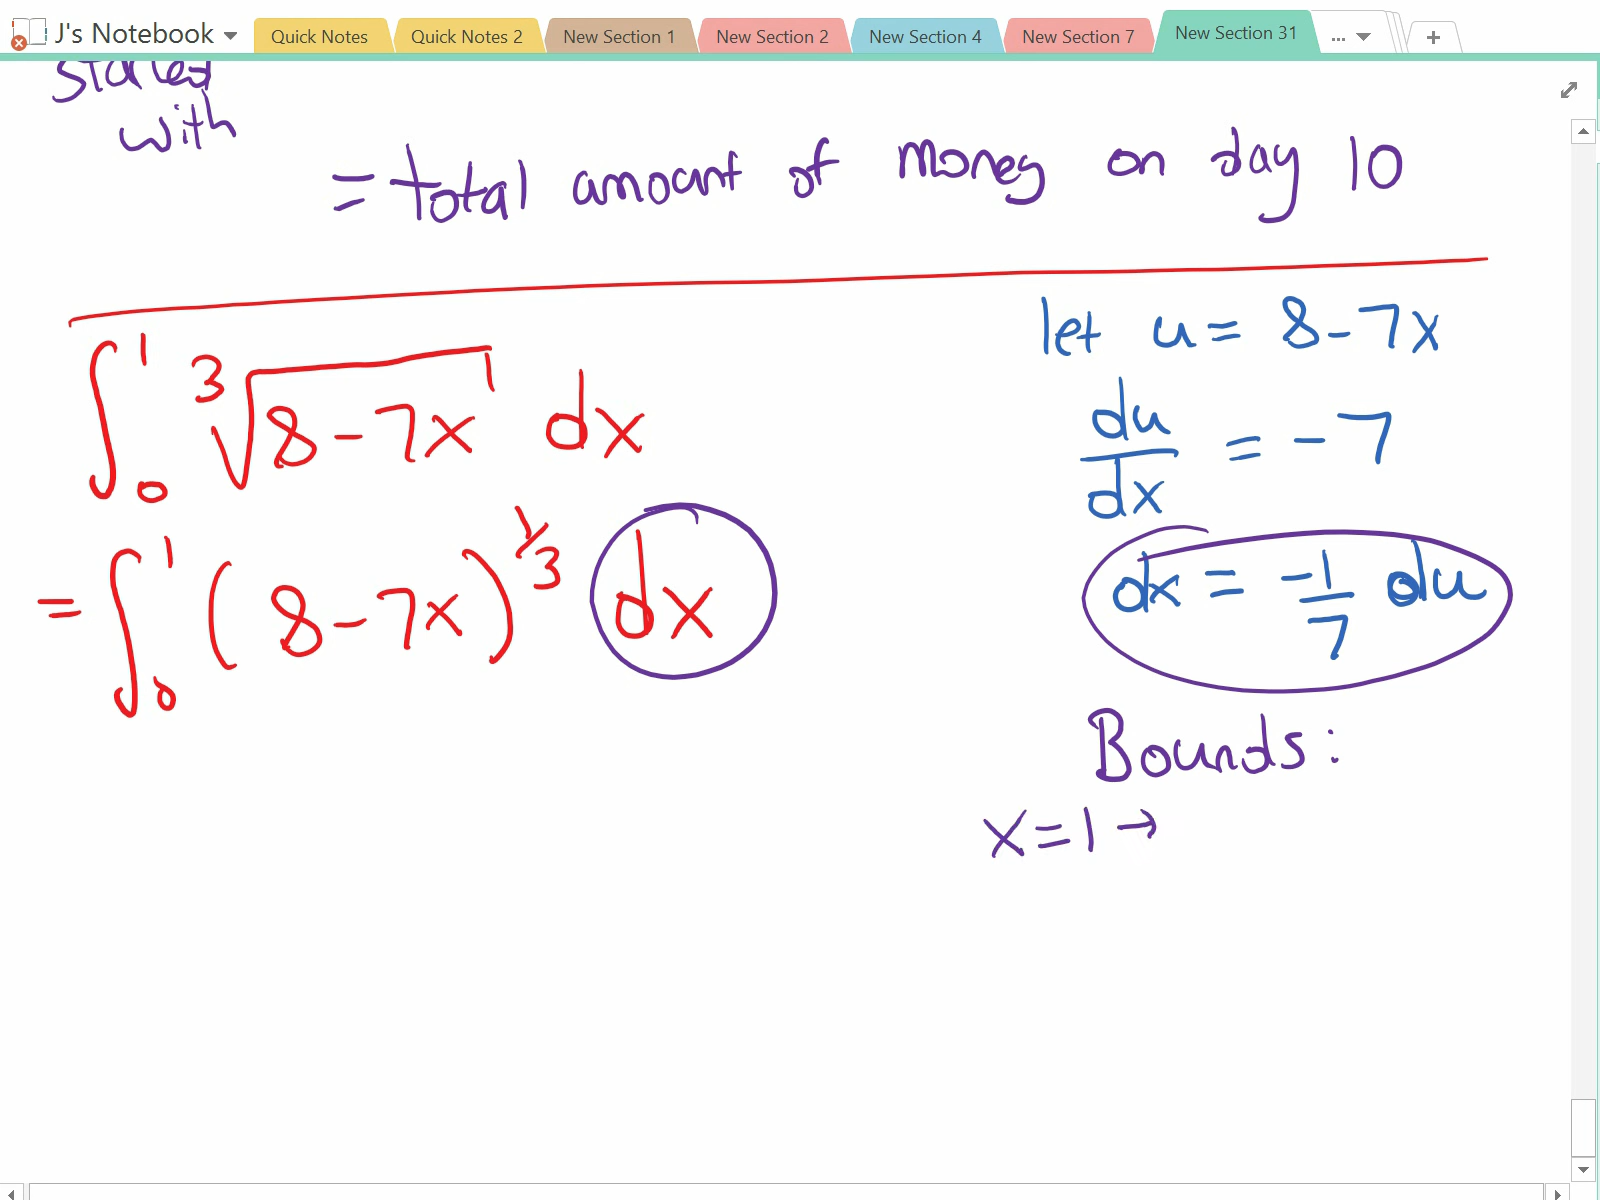 J's Notebook
Quick Notes
Quick Notes 2
New Section 1
New Section 2
New Section 4
New Section 7
New Section 31
...
+
started
with
= total amount of money on day 10
∫₀¹ ³√(8-7x) dx
let u = 8-7x
du/dx = -7
= ∫₀¹ (8-7x)^1/3 dx
dx = -1/7 du
Bounds:
x=1 →